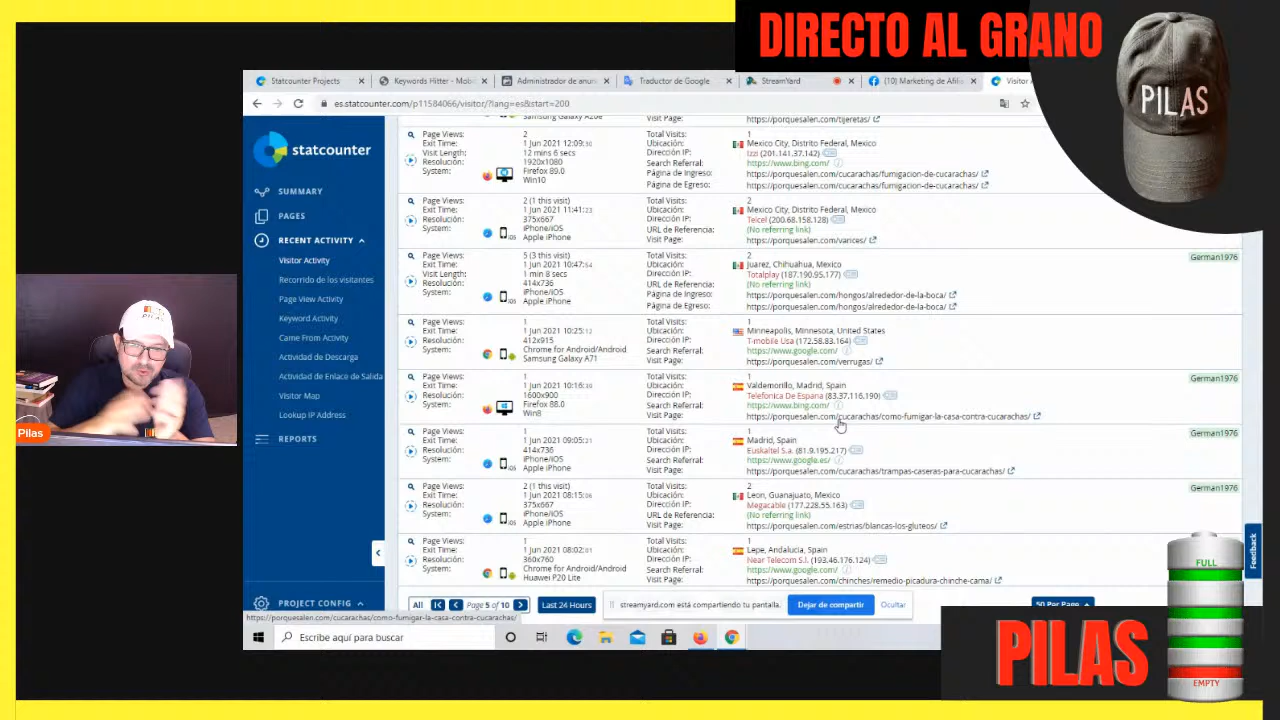 DIRECTO AL GRANO
PILAS
Statcounter Projects
Keywords Hitter - Mob
Administrador de anun
Traductor de Google
StreamYard
(10) Marketing de Afilia
Visitor A
es.statcounter.com/p11584066/visitor/?lang=es&start=200
statcounter
SUMMARY
PAGES
RECENT ACTIVITY
Visitor Activity
Recorrido de los visitantes
Page View Activity
Keyword Activity
Came From Activity
Actividad de Descarga
Actividad de Enlace de Salida
Visitor Map
Lookup IP Address
REPORTS
PROJECT CONFIG
Samsung Galaxy A20e
https://porquesalen.com/tijeretas/
Page Views: 2 Total Visits: 1
Exit Time: 1 Jun 2021 12:09:30 Ubicación: Mexico City, Distrito Federal, Mexico
Visit Length: 12 mins 6 secs Dirección IP: Izzi (201.141.37.142)
Resolución: 1920x1080 Search Referral: https://www.bing.com/
System: Firefox 89.0 Página de Ingreso: https://porquesalen.com/cucarachas/fumigacion-de-cucarachas/
Win10 Página de Egreso: https://porquesalen.com/cucarachas/fumigacion-de-cucarachas/
Page Views: 2 (1 this visit) Total Visits: 2
Exit Time: 1 Jun 2021 11:41:23 Ubicación: Mexico City, Distrito Federal, Mexico
Resolución: 375x667 Dirección IP: Telcel (200.68.158.128)
System: iPhone/iOS URL de Referencia: (No referring link)
Apple iPhone Visit Page: https://porquesalen.com/varices/
Page Views: 5 (3 this visit) Total Visits: 2 German1976
Exit Time: 1 Jun 2021 10:47:54 Ubicación: Juarez, Chihuahua, Mexico
Visit Length: 1 min 8 secs Dirección IP: Totalplay (187.190.95.177)
Resolución: 414x736 URL de Referencia: (No referring link)
System: iPhone/iOS Página de Ingreso: https://porquesalen.com/hongos/alrededor-de-la-boca/
Apple iPhone Página de Egreso: https://porquesalen.com/hongos/alrededor-de-la-boca/
Page Views: 1 Total Visits: 1
Exit Time: 1 Jun 2021 10:25:12 Ubicación: Minneapolis, Minnesota, United States
Resolución: 412x915 Dirección IP: T-mobile Usa (172.58.83.164)
System: Chrome for Android/Android Search Referral: https://www.google.com/
Samsung Galaxy A71 Visit Page: https://porquesalen.com/verrugas/
Page Views: 1 Total Visits: 1 German1976
Exit Time: 1 Jun 2021 10:16:30 Ubicación: Valdemorillo, Madrid, Spain
Resolución: 1600x900 Dirección IP: Telefonica De Espana (83.37.116.190)
System: Firefox 88.0 Search Referral: https://www.bing.com/
Win8 Visit Page: https://porquesalen.com/cucarachas/como-fumigar-la-casa-contra-cucarachas/
Page Views: 1 Total Visits: 1 German1976
Exit Time: 1 Jun 2021 09:05:21 Ubicación: Madrid, Spain
Resolución: 414x736 Dirección IP: Euskaltel S.a. (81.9.195.217)
System: iPhone/iOS Search Referral: https://www.google.es/
Apple iPhone Visit Page: https://porquesalen.com/cucarachas/trampas-caseras-para-cucarachas/
Page Views: 2 (1 this visit) Total Visits: 2 German1976
Exit Time: 1 Jun 2021 08:15:06 Ubicación: Leon, Guanajuato, Mexico
Resolución: 375x667 Dirección IP: Megacable (177.228.55.163)
System: iPhone/iOS URL de Referencia: (No referring link)
Apple iPhone Visit Page: https://porquesalen.com/estrias/blancas-los-gluteos/
Page Views: 1 Total Visits: 1
Exit Time: 1 Jun 2021 08:02:01 Ubicación: Lepe, Andalucia, Spain
Resolución: 360x760 Dirección IP: Near Telecom S.l. (193.46.176.124)
System: Chrome for Android/Android Search Referral: https://www.google.com/
Huawei P20 Lite Visit Page: https://porquesalen.com/chinches/remedio-picadura-chinche-cama/
Feedback
All Page 5 of 10 Last 24 Hours
streamyard.com está compartiendo tu pantalla. Dejar de compartir Ocultar
50 Per Page
https://porquesalen.com/cucarachas/como-fumigar-la-casa-contra-cucarachas/
Escribe aquí para buscar
Pilas
PILAS
FULL
EMPTY